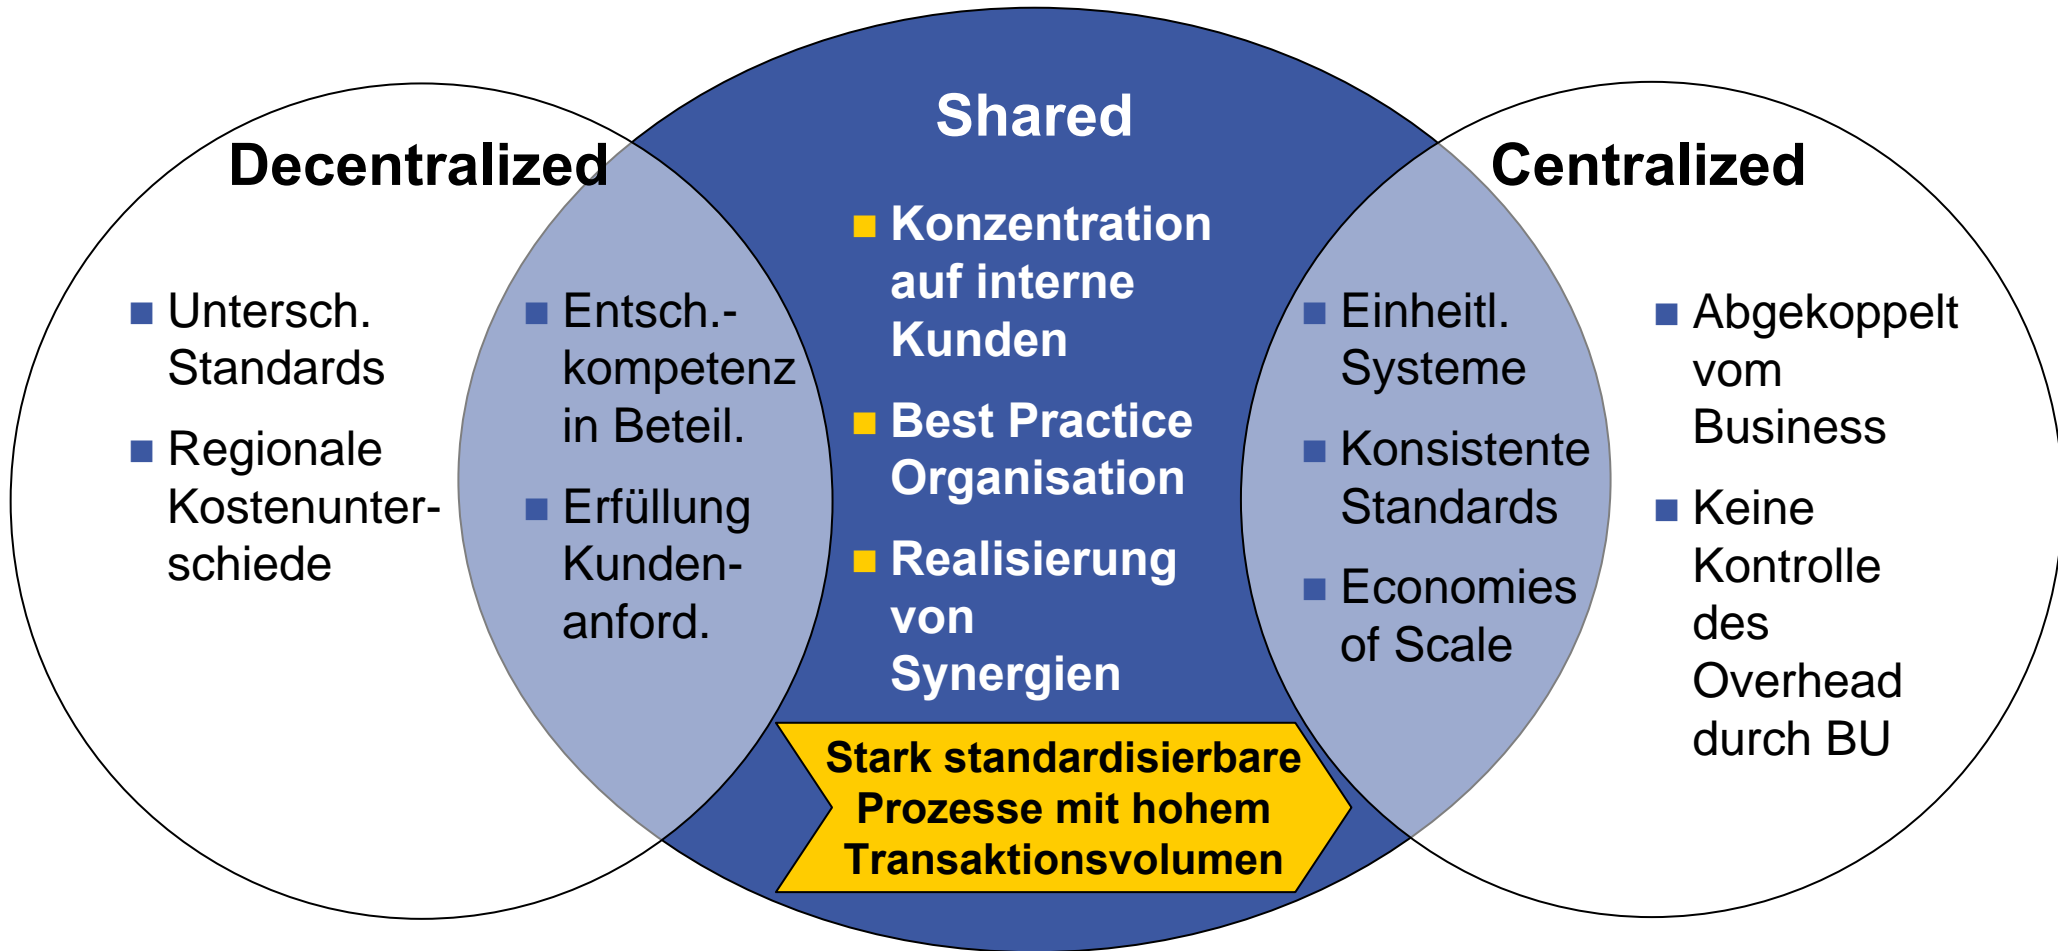 Decentralized
Untersch.
Standards
Regionale
Kostenunter-
schiede
Entsch.-
kompetenz
in Beteil.
Erfüllung
Kunden-
anford.
Shared
Konzentration
auf interne
Kunden
Best Practice
Organisation
Realisierung
von
Synergien
Stark standardisierbare
Prozesse mit hohem
Transaktionsvolumen
Centralized
Einheitl.
Systeme
Konsistente
Standards
Economies
of Scale
Abgekoppelt
vom
Business
Keine
Kontrolle
des
Overhead
durch BU